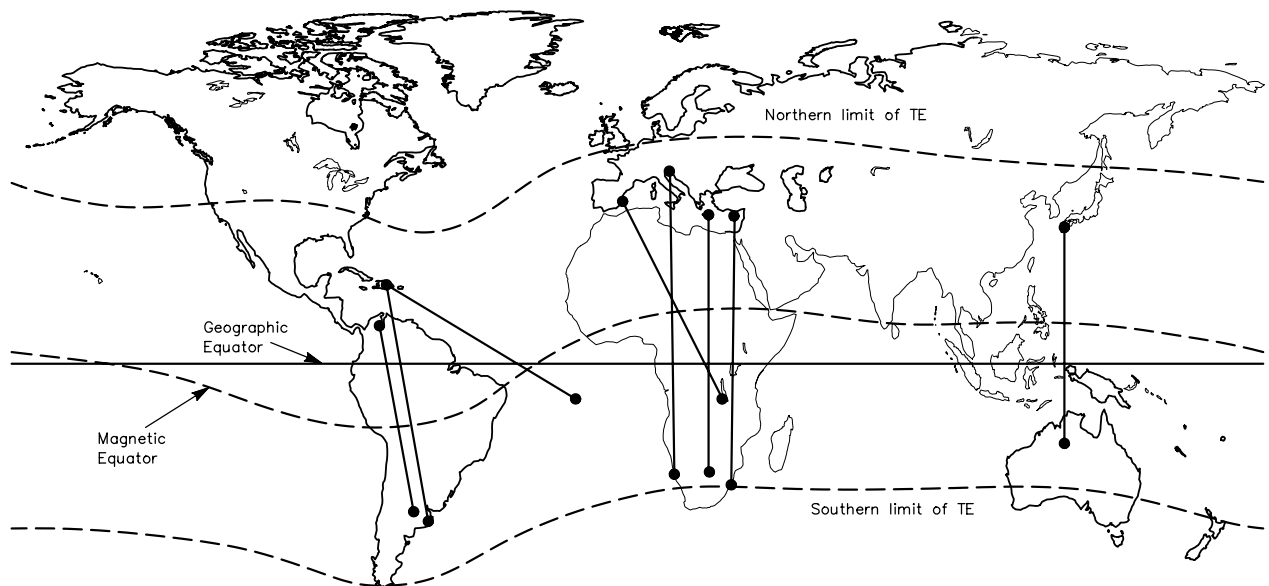 Northern limit of TE
Geographic
Equator
Magnetic
Equator
Southern limit of TE